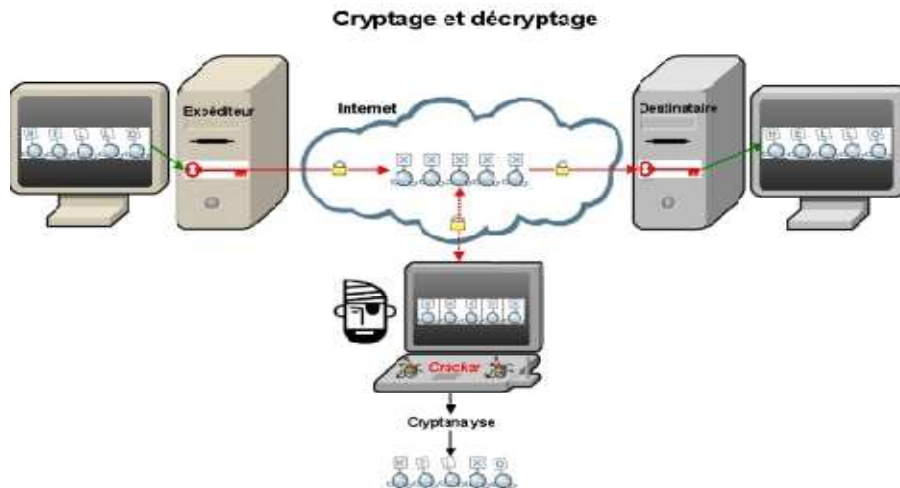 Cryptage et décryptage
Expéditeur
Internet
Destinataire
H E L L O
X X X X X
H E L L O
X X X X X
Cracker
Cryptanalyse